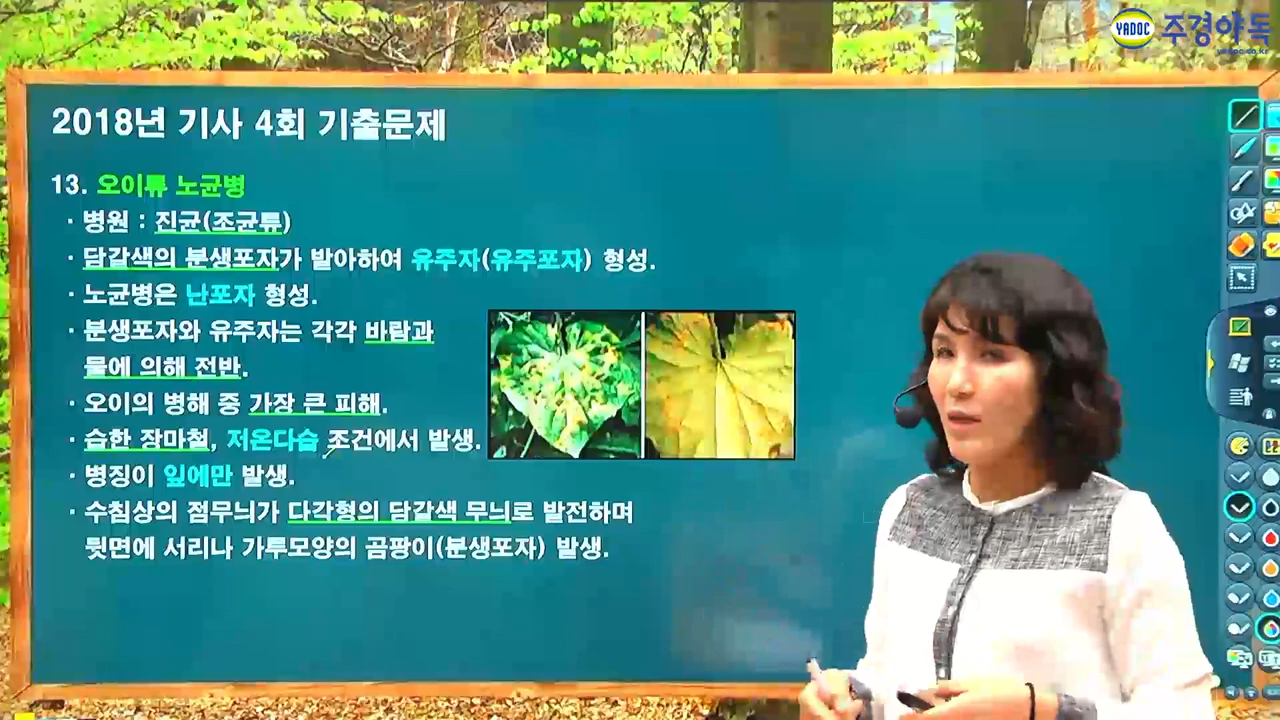 YADOC 주경야독
yadoc.co.kr
2018년 기사 4회 기출문제
13. 오이류 노균병
· 병원 : 진균(조균류)
· 담갈색의 분생포자가 발아하여 유주자(유주포자) 형성.
· 노균병은 난포자 형성.
· 분생포자와 유주자는 각각 바람과
물에 의해 전반.
· 오이의 병해 중 가장 큰 피해.
· 습한 장마철, 저온다습 조건에서 발생.
· 병징이 잎에만 발생.
· 수침상의 점무늬가 다각형의 담갈색 무늬로 발전하며
뒷면에 서리나 가루모양의 곰팡이(분생포자) 발생.